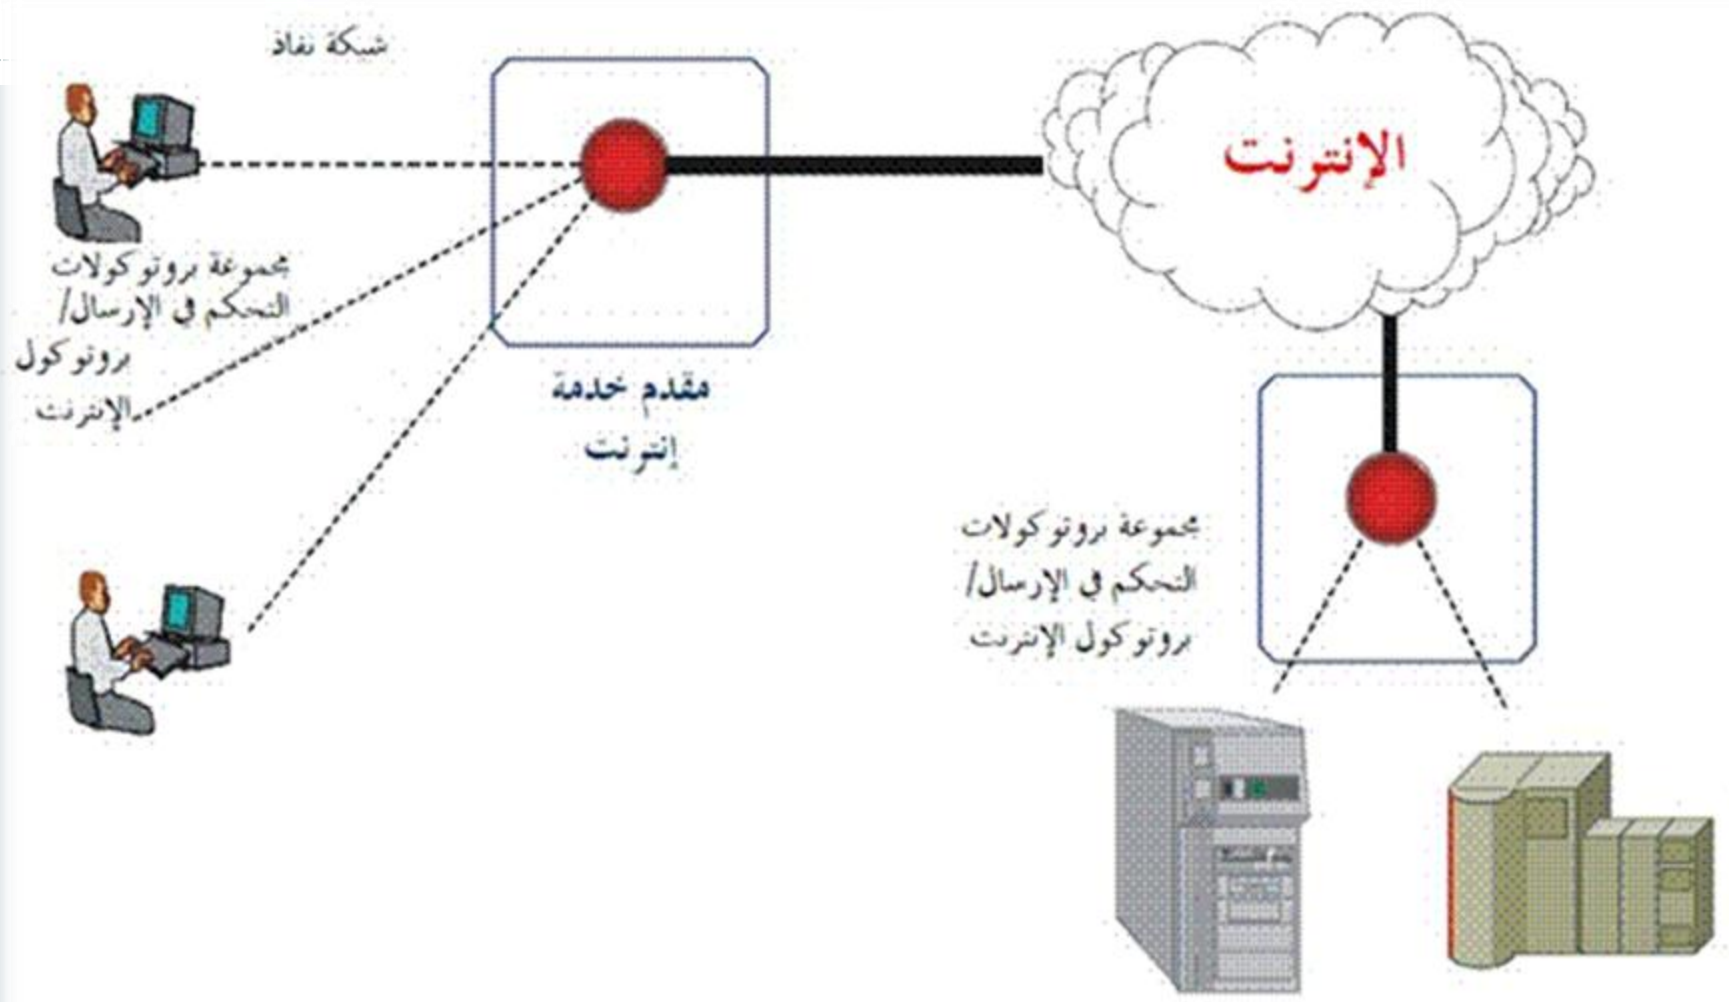 شبكة نفاذ
الإنترنت
مجموعة بروتوكولات
التحكم في الإرسال/
بروتوكول
الإنترنت
مقدم خدمة
إنترنت
مجموعة بروتوكولات
التحكم في الإرسال/
بروتوكول الإنترنت